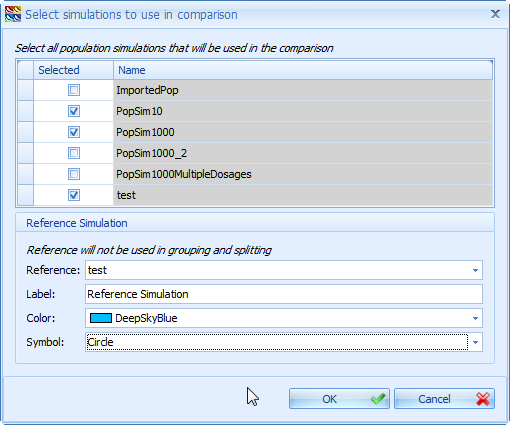 Select simulations to use in comparison
Select all population simulations that will be used in the comparison
Selected Name
ImportedPop
PopSim10
PopSim1000
PopSim1000_2
PopSim1000MultipleDosages
test
Reference Simulation
Reference will not be used in grouping and splitting
Reference: test
Label: Reference Simulation
Color: DeepSkyBlue
Symbol: Circle
OK Cancel